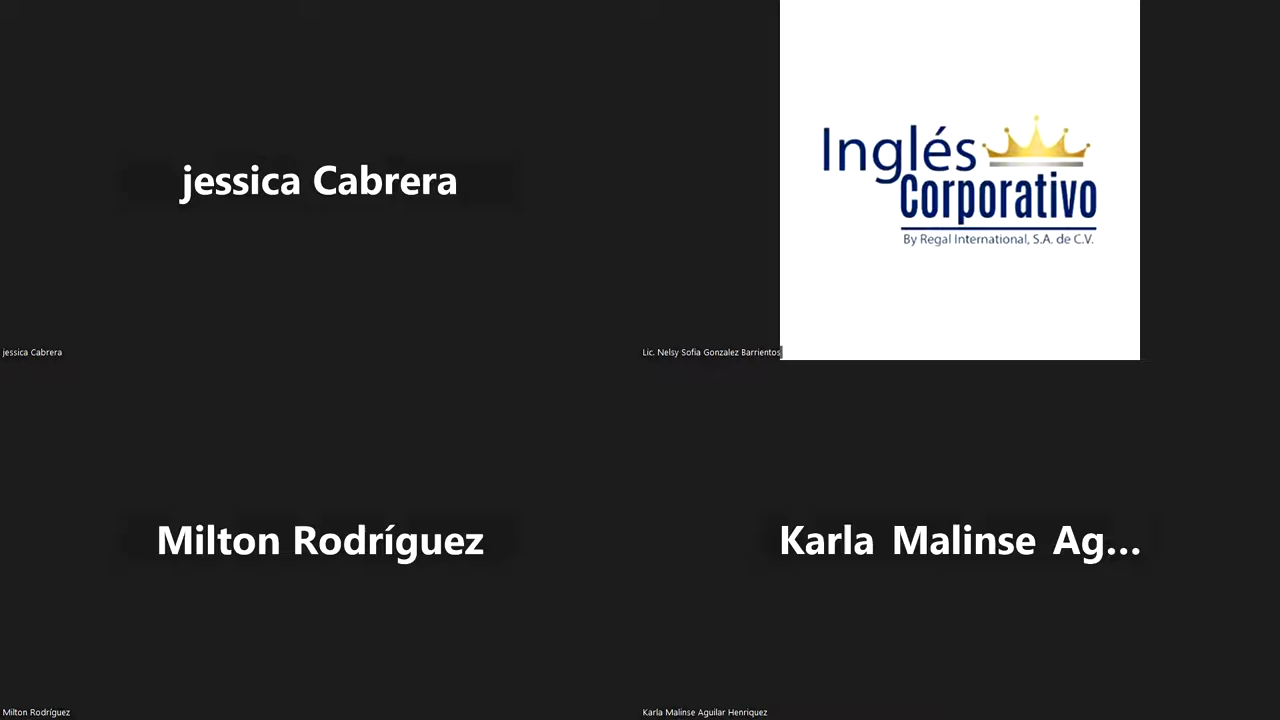 jessica Cabrera
jessica Cabrera
Inglés
Corporativo
By Regal International, S.A. de C.V.
Lic. Nelsy Sofia Gonzalez Barrientos
Milton Rodríguez
Milton Rodríguez
Karla Malinse Ag...
Karla Malinse Aguilar Henriquez